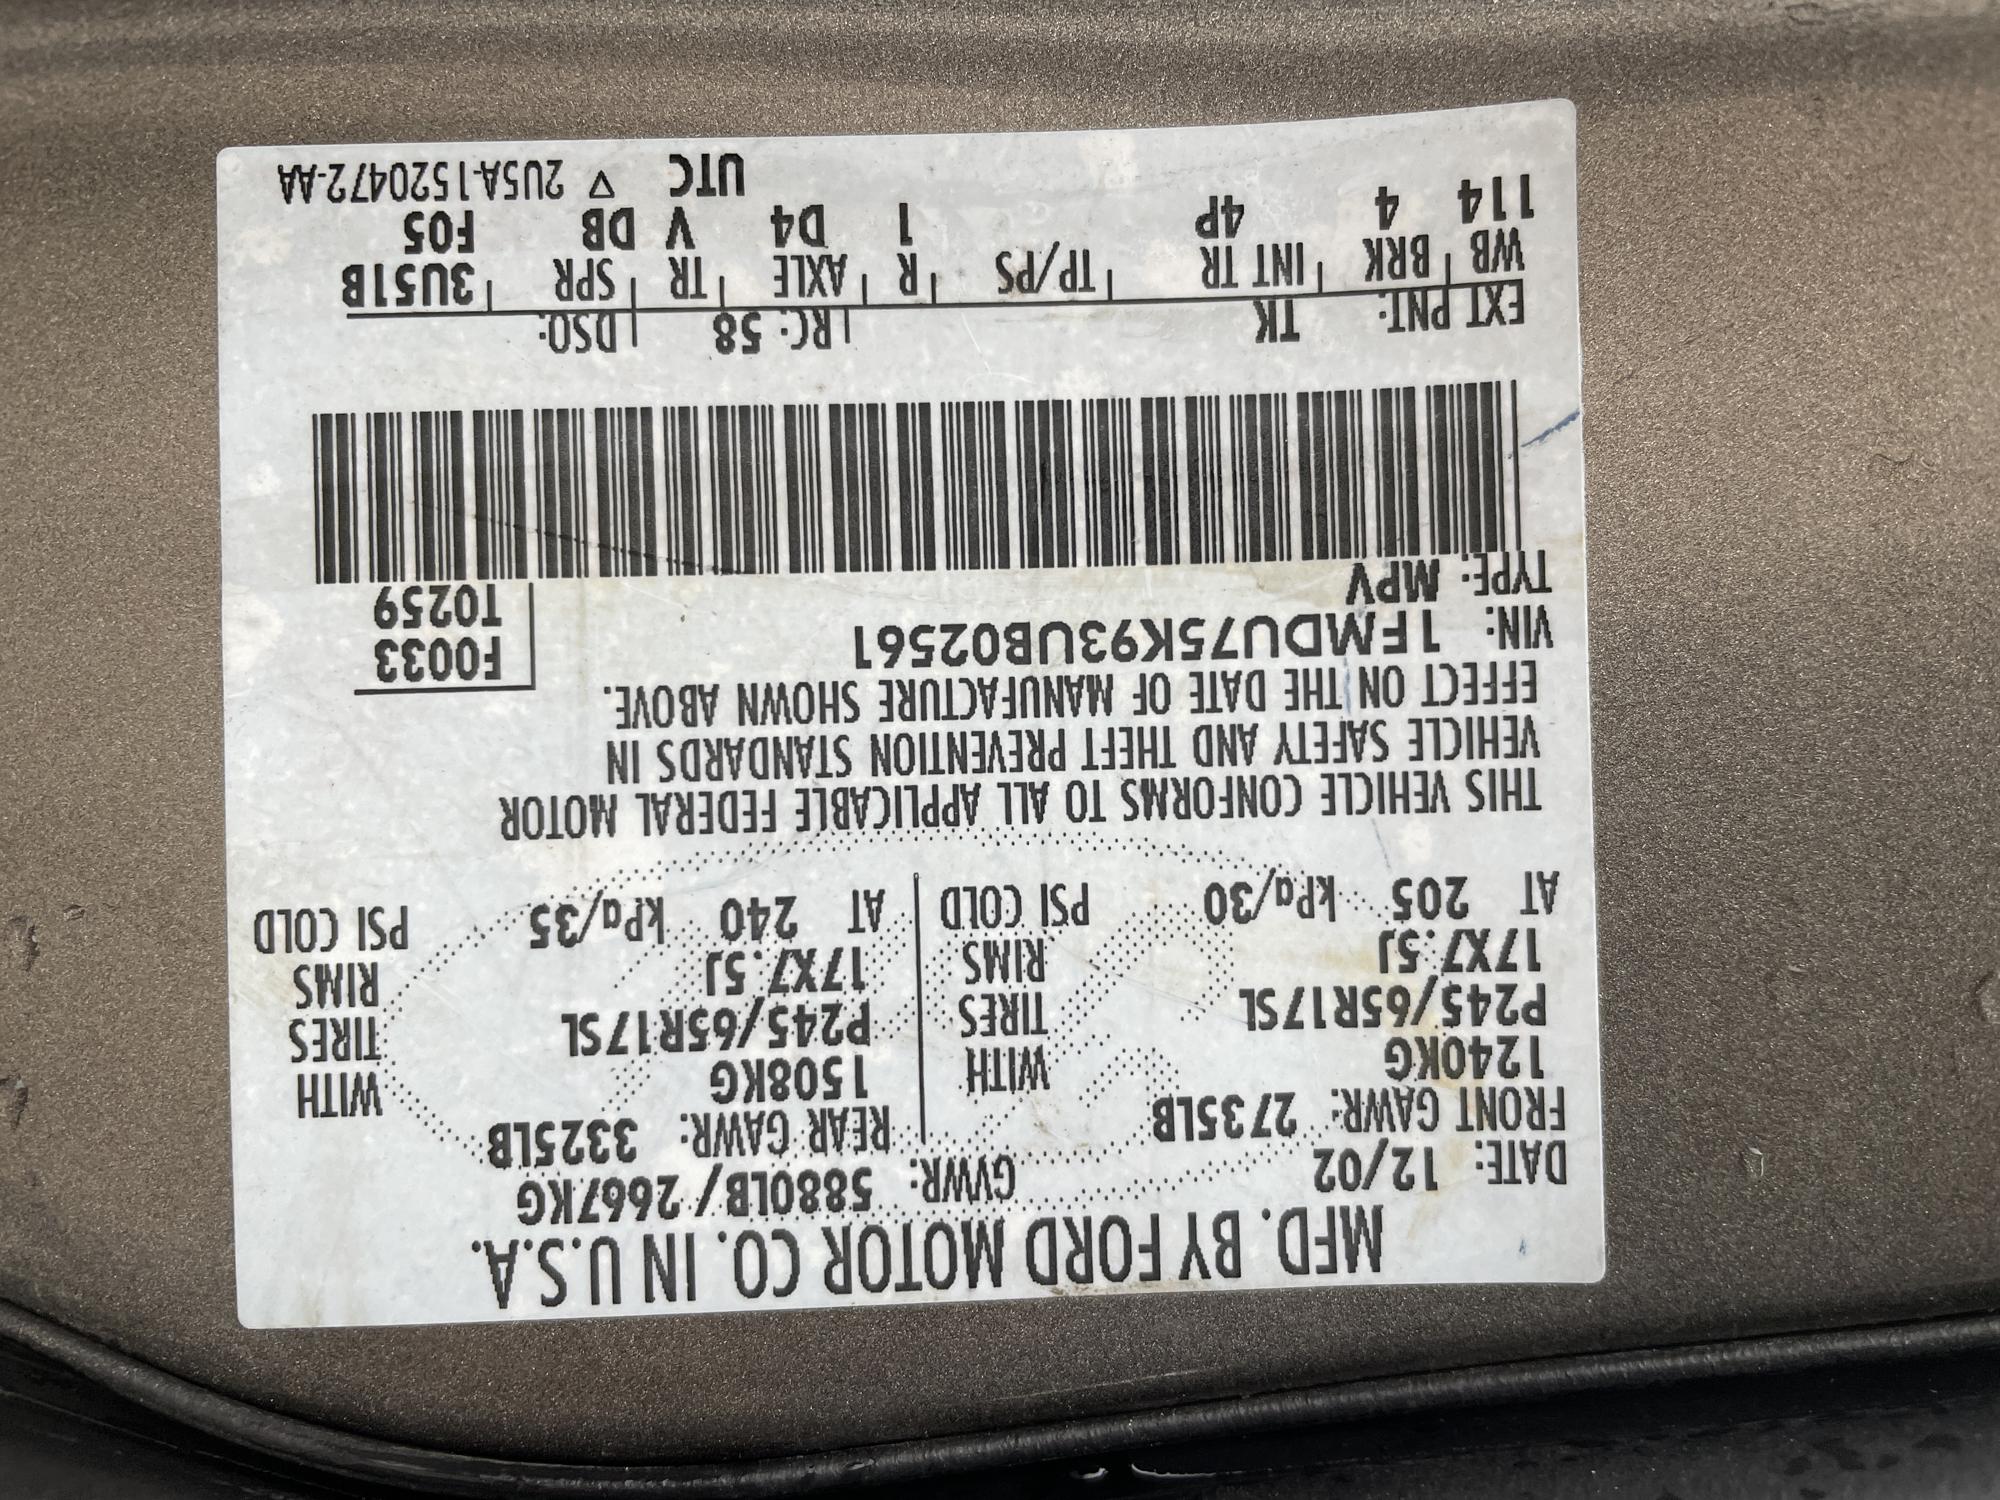 MFD. BY FORD MOTOR CO. IN U.S.A.
DATE: 12/02 GVWR: 5880LB/ 2667KG
FRONT GAWR: 2735LB REAR GAWR: 3325LB
1240KG WITH 1508KG WITH
P245/65R17SL TIRES P245/65R17SL TIRES
17X7.5J RIMS 17X7.5J RIMS
AT 205 kPa/30 PSI COLD AT 240 kPa/35 PSI COLD
THIS VEHICLE CONFORMS TO ALL APPLICABLE FEDERAL MOTOR
VEHICLE SAFETY AND THEFT PREVENTION STANDARDS IN
EFFECT ON THE DATE OF MANUFACTURE SHOWN ABOVE.
VIN: 1FMDU75K93UB02561 F0033
TYPE: MPV T0259
EXT PNT: TK RC: 58 DSO:
WB BRK INT TR TP/PS R AXLE TR SPR 3U51B
114 4 4P 1 D4 V DB F05
UTC ▽ 2U5A-1520472-AA